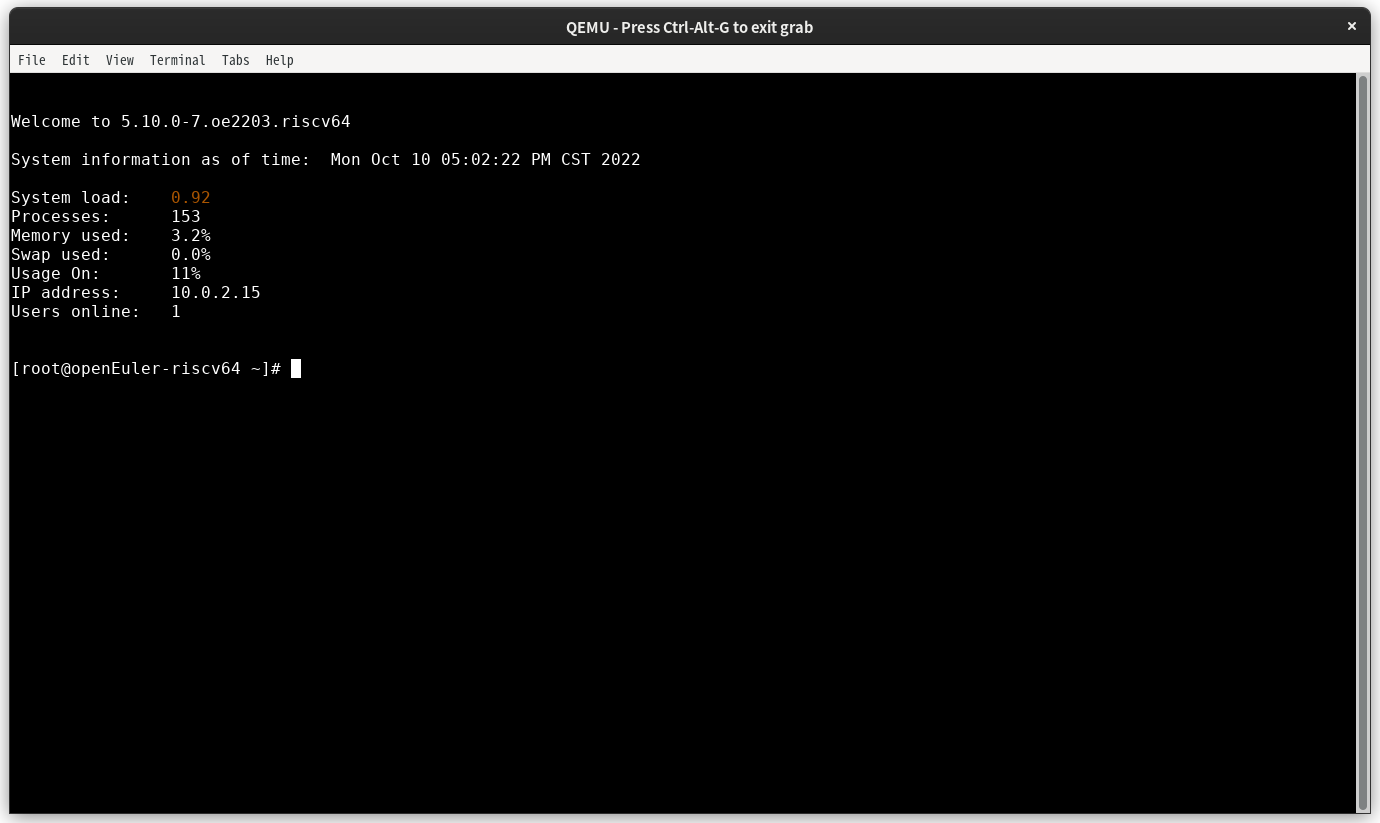 QEMU - Press Ctrl-Alt-G to exit grab
File Edit View Terminal Tabs Help
Welcome to 5.10.0-7.oe2203.riscv64
System information as of time:  Mon Oct 10 05:02:22 PM CST 2022
System load:    0.92
Processes:      153
Memory used:    3.2%
Swap used:      0.0%
Usage On:       11%
IP address:     10.0.2.15
Users online:   1
[root@openEuler-riscv64 ~]#